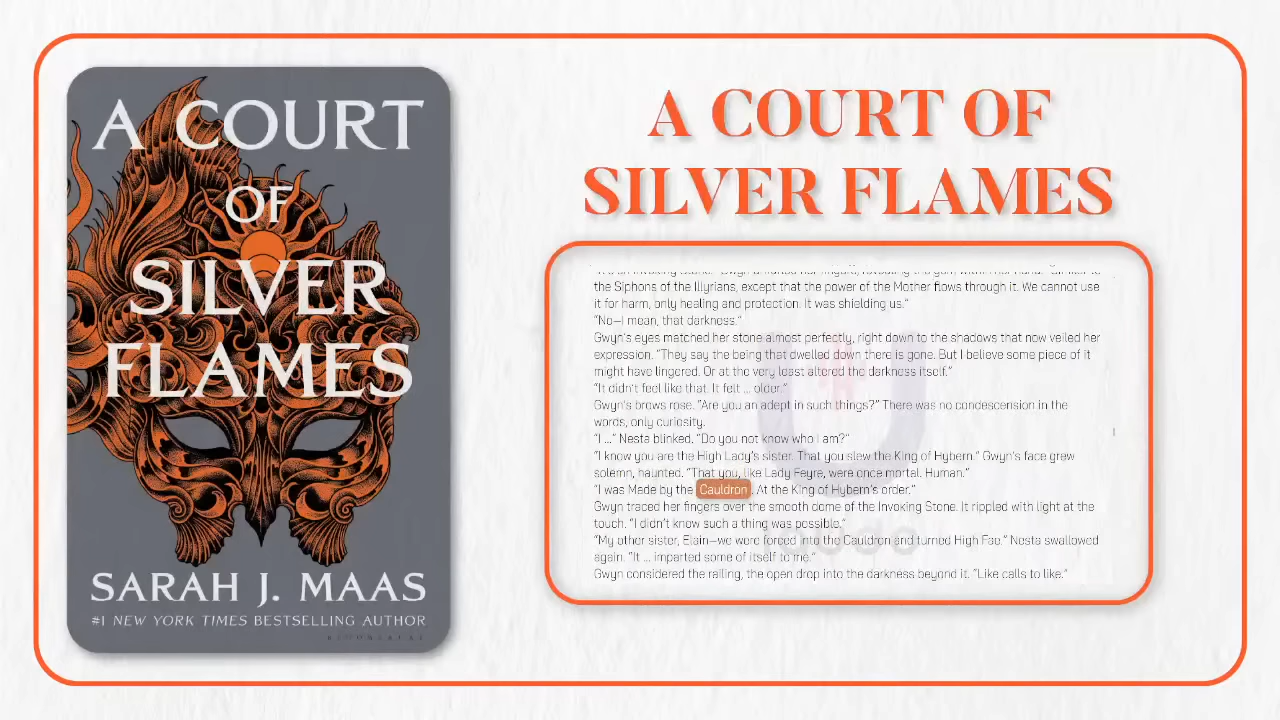 A COURT
OF
SILVER
FLAMES
SARAH J. MAAS
#1 NEW YORK TIMES BESTSELLING AUTHOR
BLOOMSBURY
A COURT OF
SILVER FLAMES
the Siphons of the Illyrians, except that the power of the Mother flows through it. We cannot use
it for harm, only healing and protection. It was shielding us."
"No—I mean, that darkness."
Gwyn's eyes matched her stone almost perfectly, right down to the shadows that now veiled her
expression. "They say the being that dwelled down there is gone. But I believe some piece of it
might have lingered. Or at the very least altered the darkness itself."
"It didn't feel like that. It felt ... older."
Gwyn's brows rose. "Are you an adept in such things?" There was no condescension in the
words, only curiosity.
"I ..." Nesta blinked. "Do you not know who I am?"
"I know you are the High Lady's sister. That you slew the King of Hybern." Gwyn's face grew
solemn, haunted. "That you, like Lady Feyre, were once mortal. Human."
"I was Made by the Cauldron. At the King of Hybern's order."
Gwyn traced her fingers over the smooth dome of the Invoking Stone. It rippled with light at the
touch. "I didn't know such a thing was possible."
"My other sister, Elain—we were forced into the Cauldron and turned High Fae." Nesta swallowed
again. "It ... imparted some of itself to me."
Gwyn considered the railing, the open drop into the darkness beyond it. "Like calls to like."